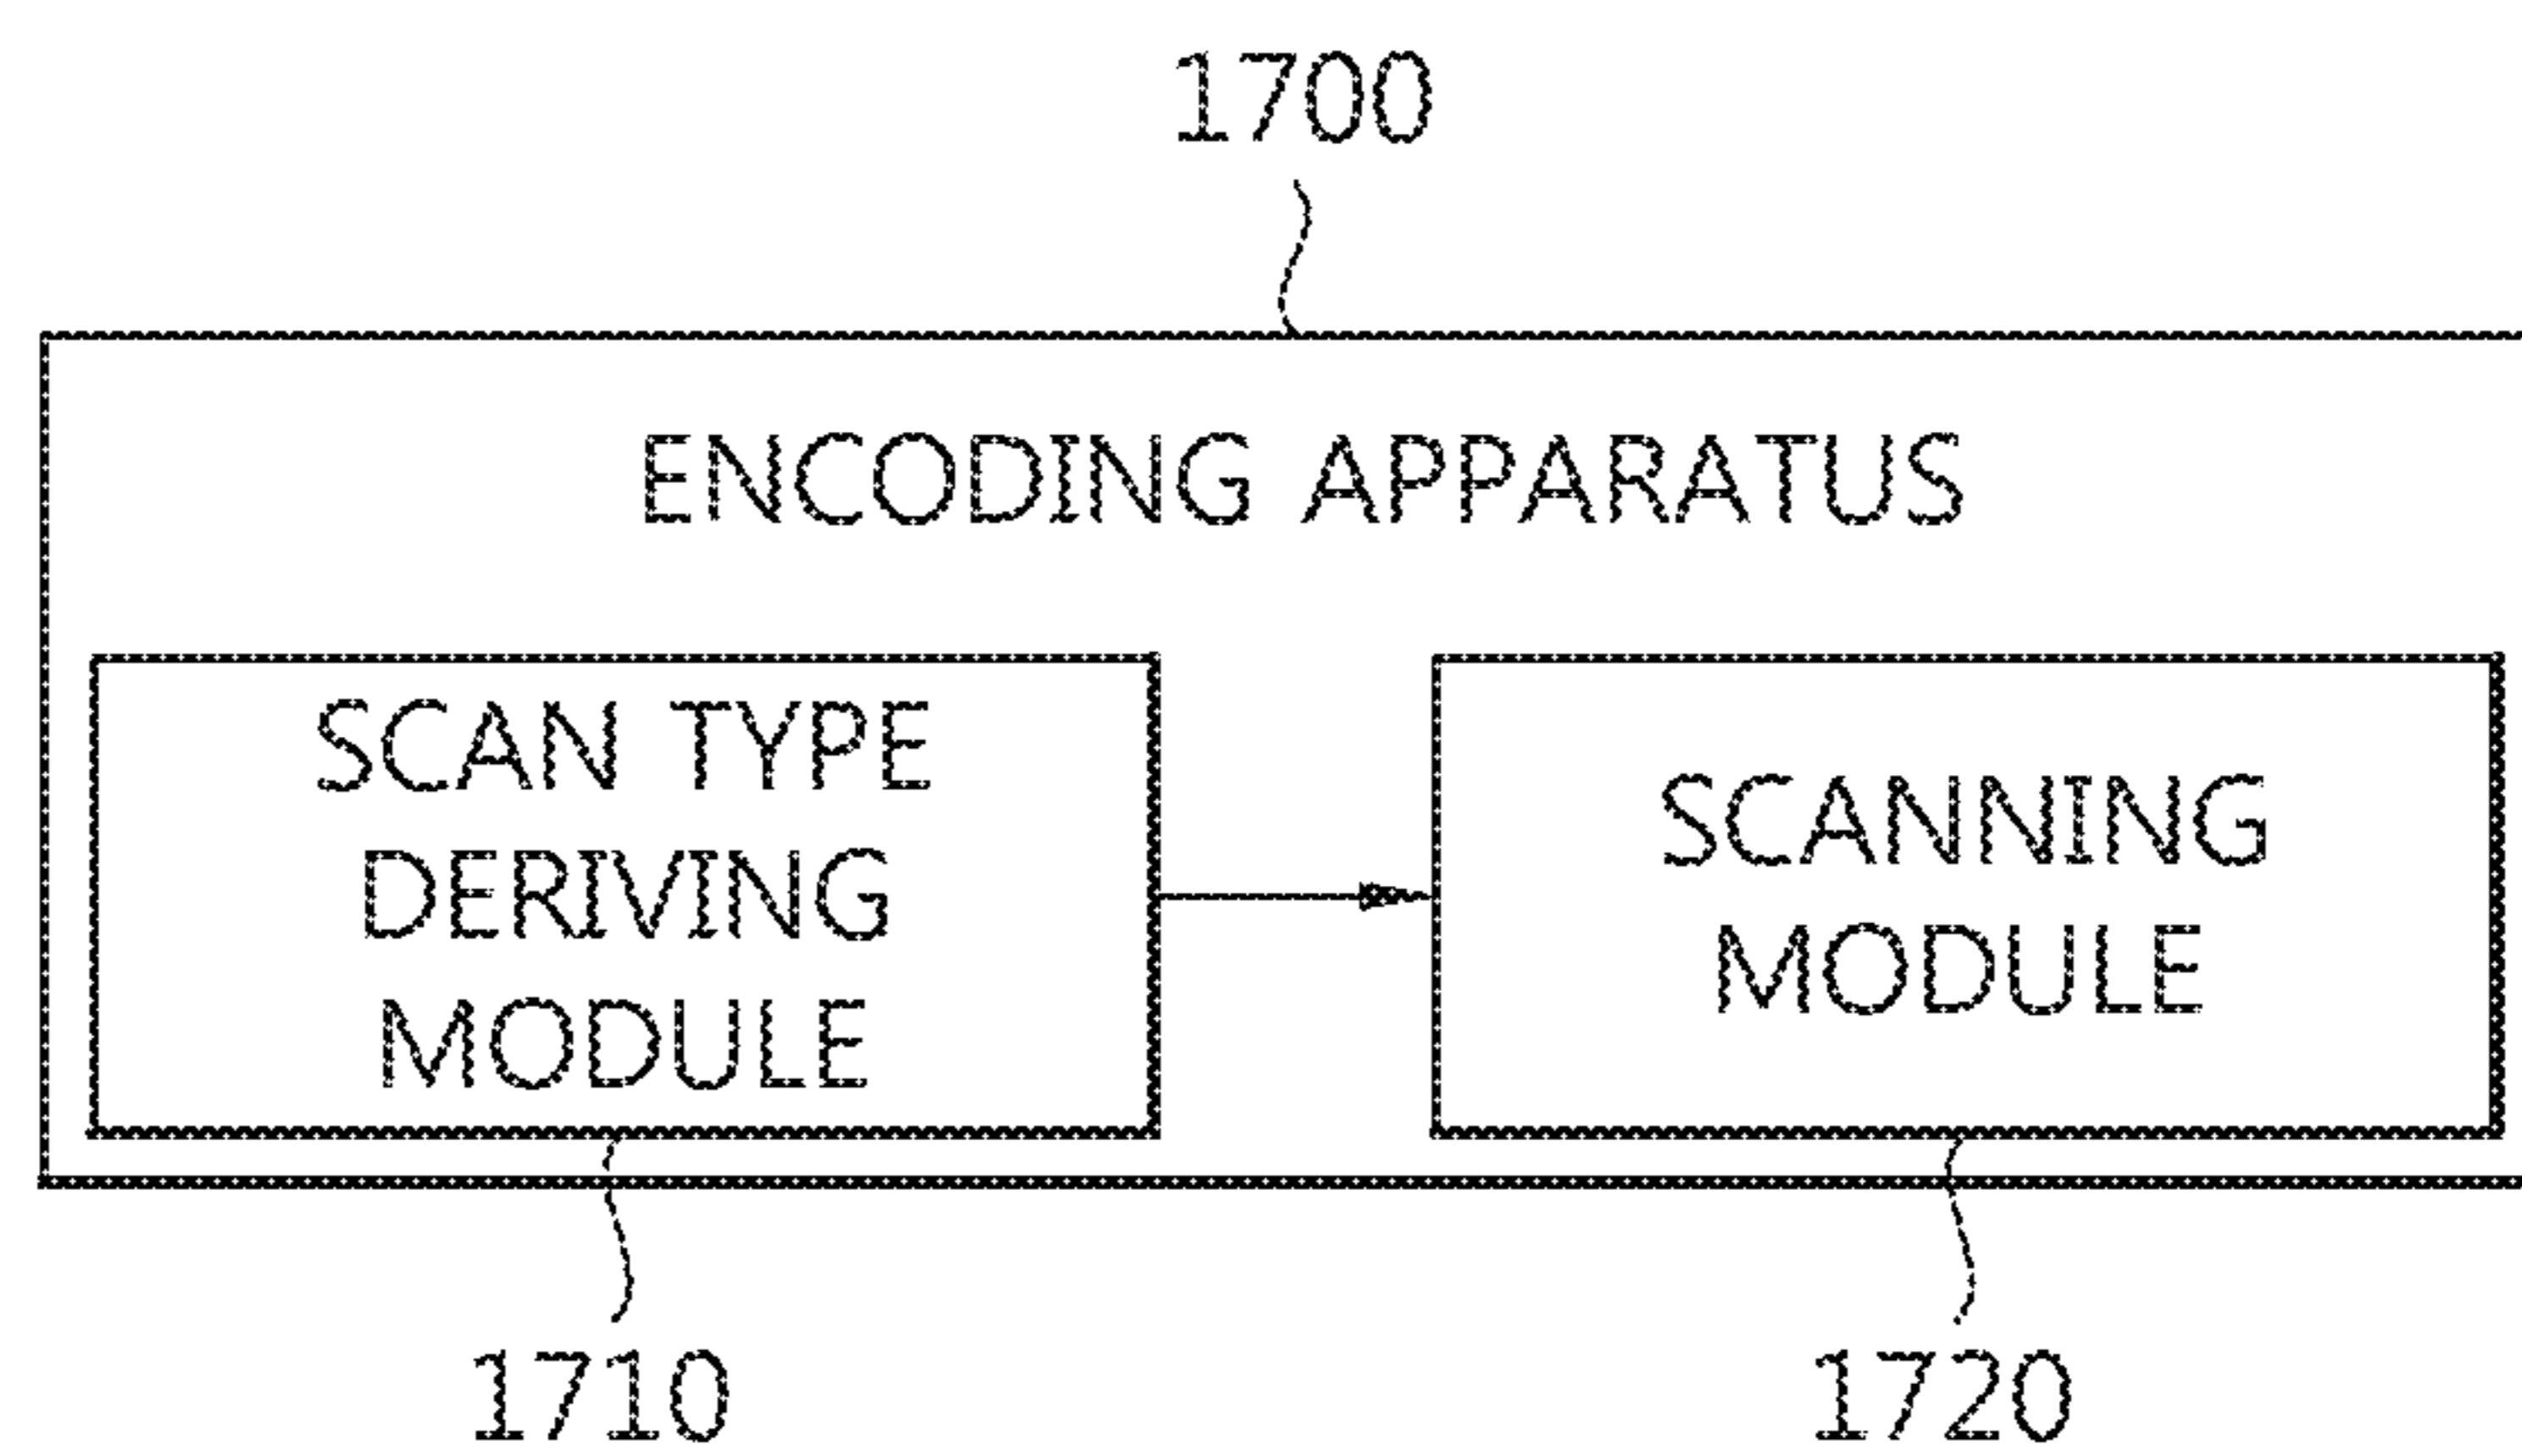 1700
ENCODING APPARATUS
SCAN TYPE
DERIVING
MODULE
SCANNING
MODULE
1710
1720